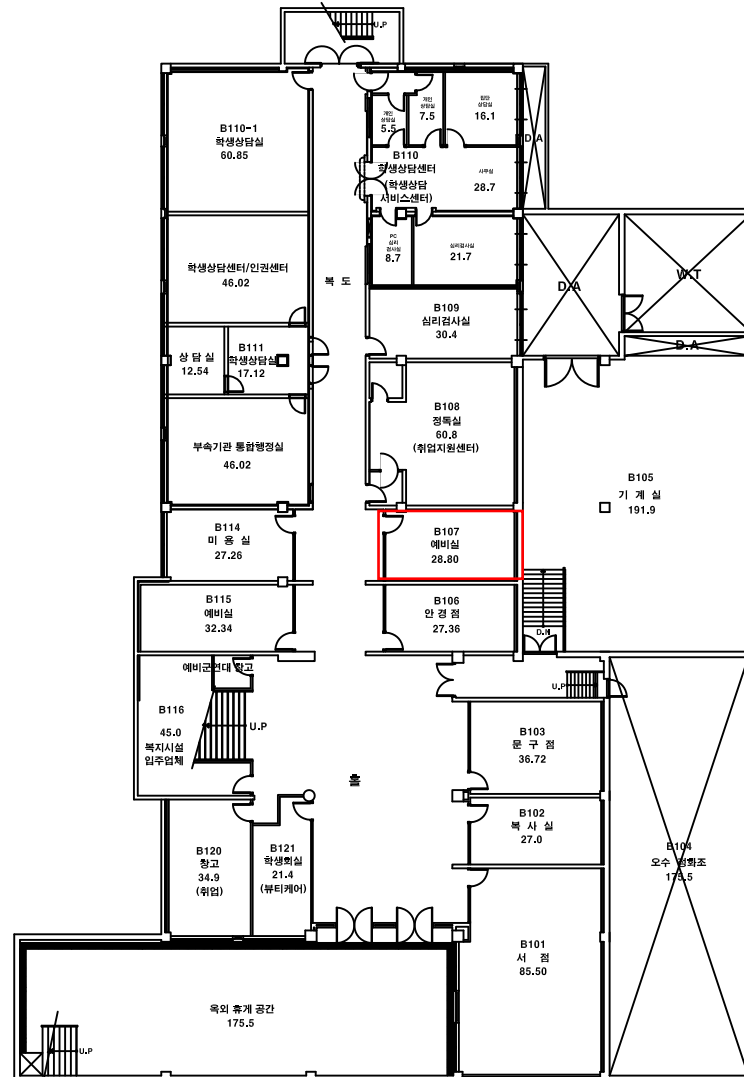 U.P
B110-1
학생상담실
60.85
개인
상담실
5.5
개인
상담실
7.5
집단
상담실
16.1
D.A
B110
학생상담센터
(학생상담
서비스센터)
사무실
28.7
학생상담센터/인권센터
46.02
복 도
PC
심리
검사실
8.7
심리검사실
21.7
D.A
W.T
D.A
B109
심리검사실
30.4
상 담 실
12.54
B111
학생상담실
17.12
B108
정독실
60.8
(취업지원센터)
부속기관 통합행정실
46.02
B105
기 계 실
191.9
B114
미 용 실
27.26
B107
예비실
28.80
B115
예비실
32.34
B106
안 경 점
27.36
D.N
예비군연대 창고
U.P
B116
45.0
복지시설
입주업체
U.P
B103
문 구 점
36.72
홀
B102
복 사 실
27.0
B104
오수 정화조
175.5
B120
창고
34.9
(취업)
B121
학생회실
21.4
(뷰티케어)
B101
서 점
85.50
옥외 휴게 공간
175.5
U.P